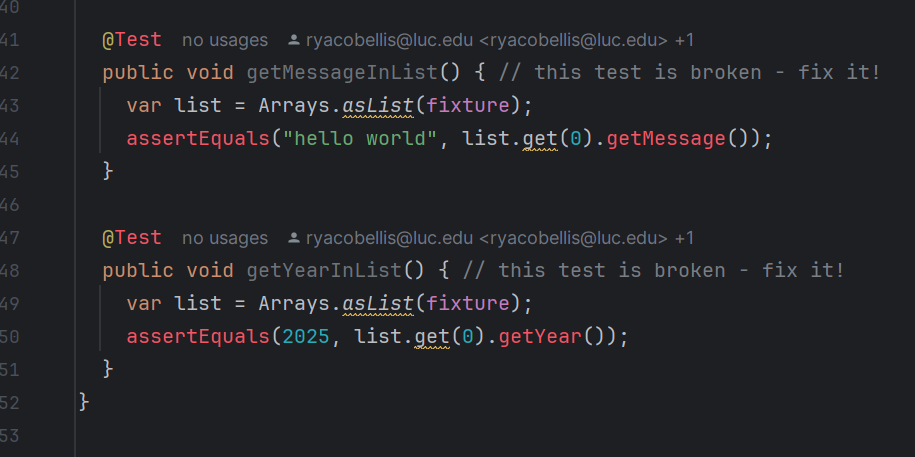 40
41 @Test no usages ryacobellis@luc.edu <ryacobellis@luc.edu> +1
42 public void getMessageInList() { // this test is broken - fix it!
43 var list = Arrays.asList(fixture);
44 assertEquals("hello world", list.get(0).getMessage());
45 }
46
47 @Test no usages ryacobellis@luc.edu <ryacobellis@luc.edu> +1
48 public void getYearInList() { // this test is broken - fix it!
49 var list = Arrays.asList(fixture);
50 assertEquals(2025, list.get(0).getYear());
51 }
52 }
53